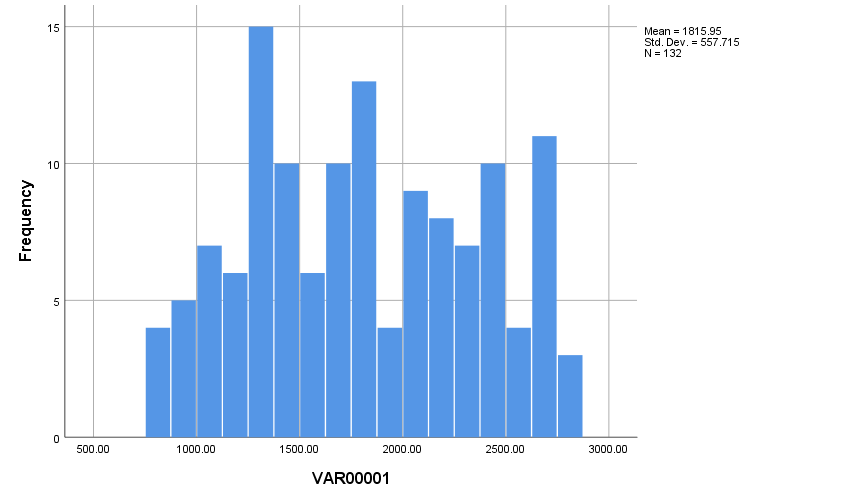 Mean = 1815.95
Std. Dev. = 557.715
N = 132
15
10
5
0
Frequency
500.00 1000.00 1500.00 2000.00 2500.00 3000.00
VAR00001